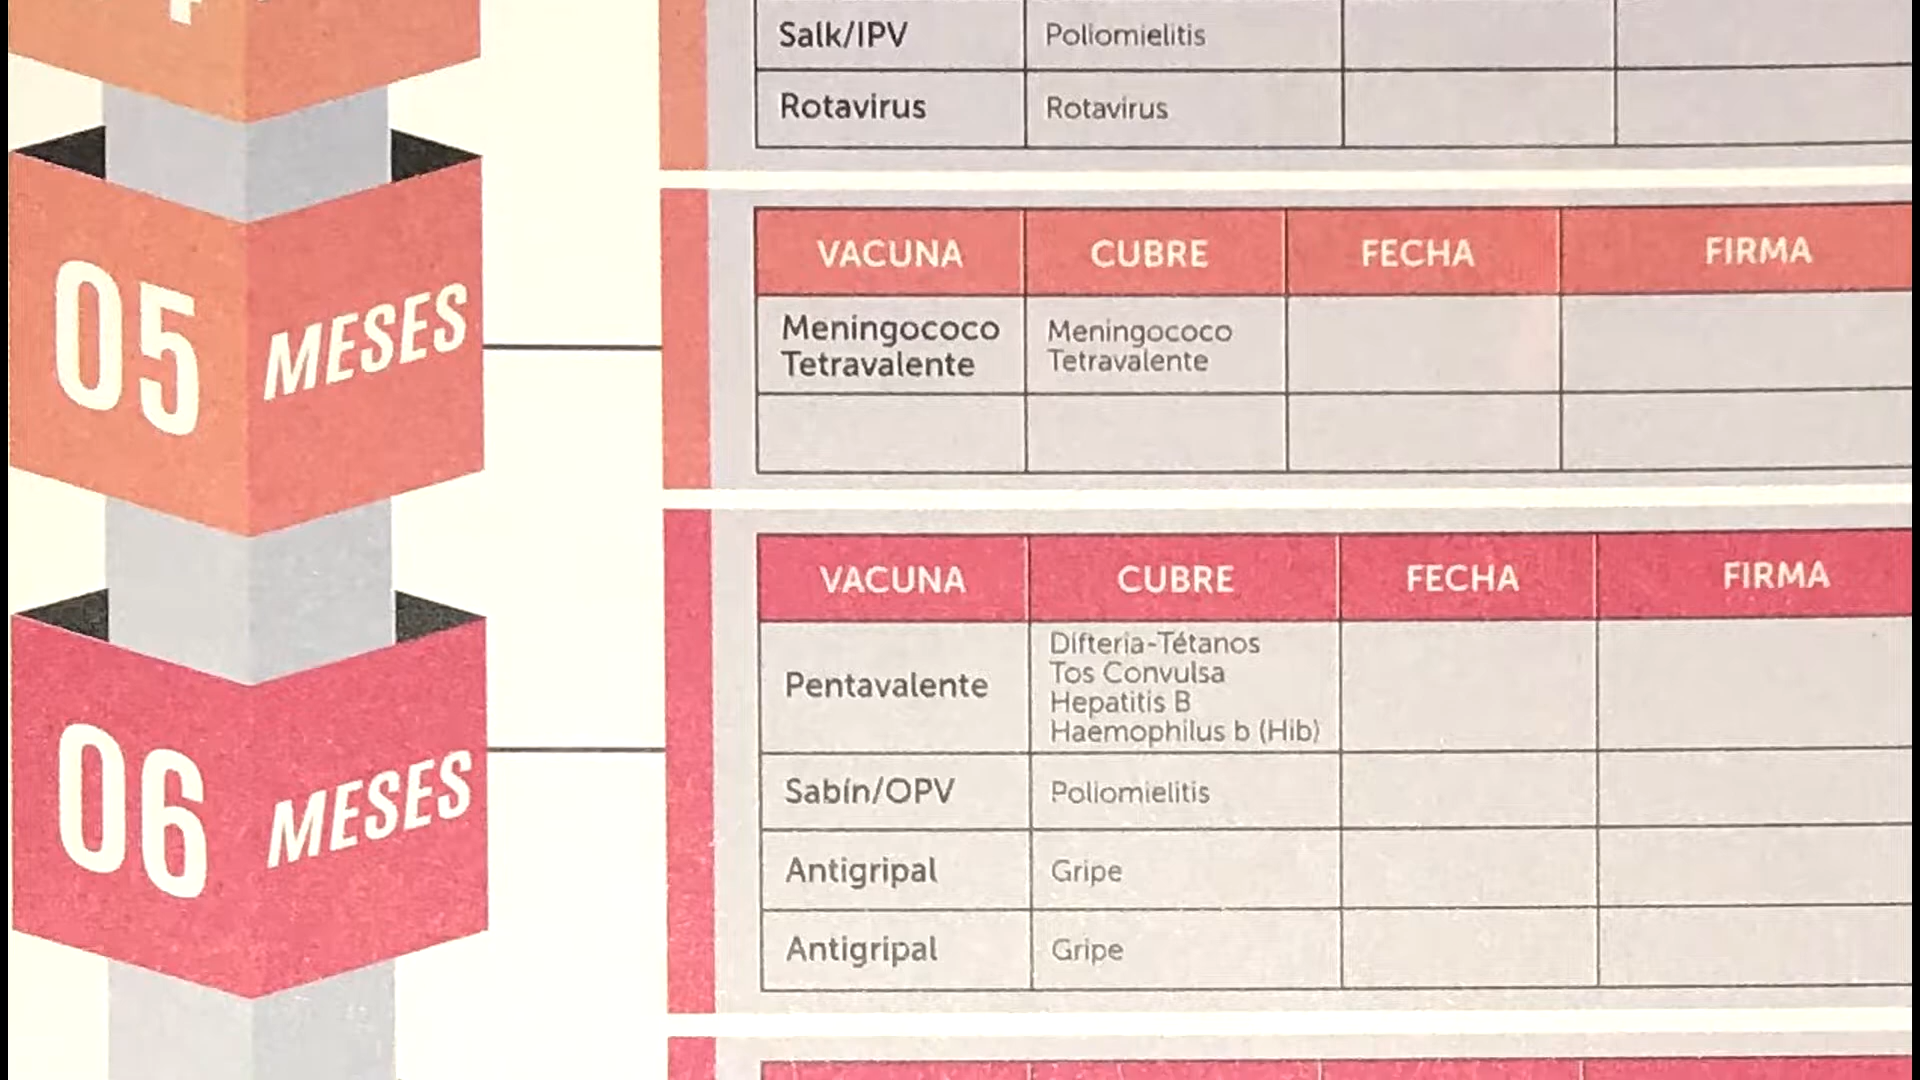 Salk/IPV Poliomielitis
Rotavirus Rotavirus
05 MESES
VACUNA CUBRE FECHA FIRMA
Meningococo Meningococo
Tetravalente Tetravalente
06 MESES
VACUNA CUBRE FECHA FIRMA
Pentavalente
Difteria-Tétanos
Tos Convulsa
Hepatitis B
Haemophilus b (Hib)
Sabín/OPV Poliomielitis
Antigripal Gripe
Antigripal Gripe